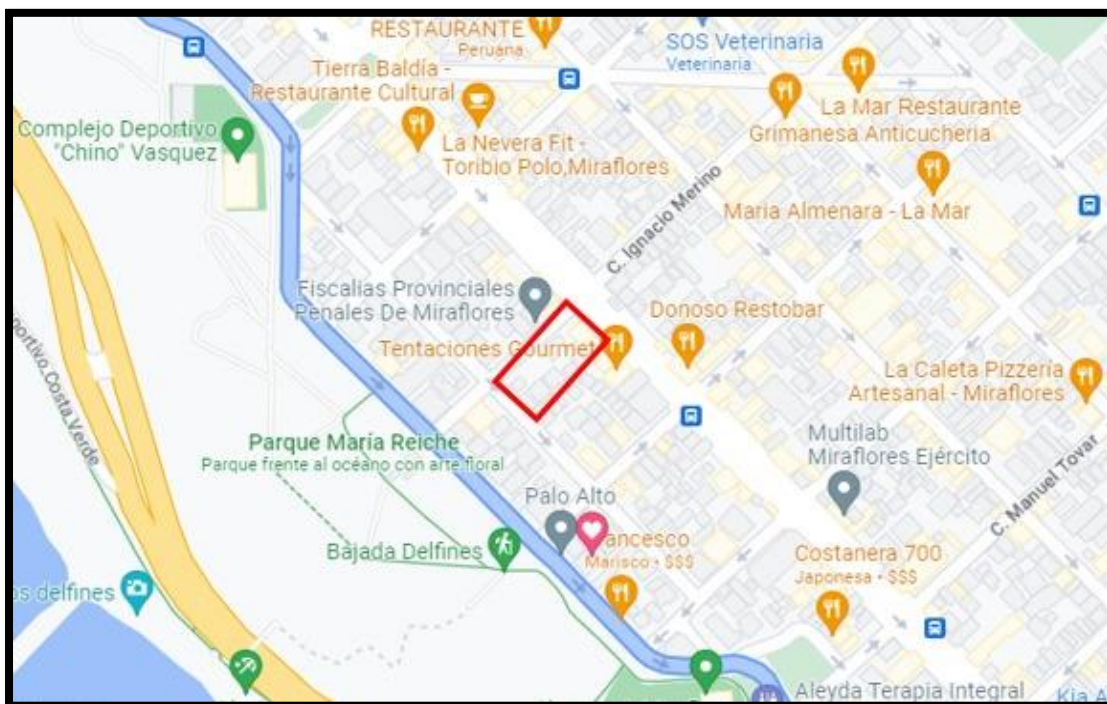 RESTAURANTE
Peruana
SOS Veterinaria
Veterinaria
Tierra Baldía -
Restaurante Cultural
La Mar Restaurante
Complejo Deportivo
"Chino" Vasquez
La Nevera Fit -
Toribio Polo,Miraflores
Grimanesa Anticucheria
Maria Almenara - La Mar
C. Ignacio Merino
Fiscalias Provinciales
Penales De Miraflores
Donoso Restobar
Tentaciones Gourmet
La Caleta Pizzería
Artesanal - Miraflores
Costa Verde
Parque María Reiche
Parque frente al océano con arte floral
Multilab
Miraflores Ejército
C. Manuel Tovar
Palo Alto
Bajada Delfines
ancesco
Marisco • $$$
Costanera 700
Japonesa • $$$
os delfines
Aleyda Terapia Integral
Kia A